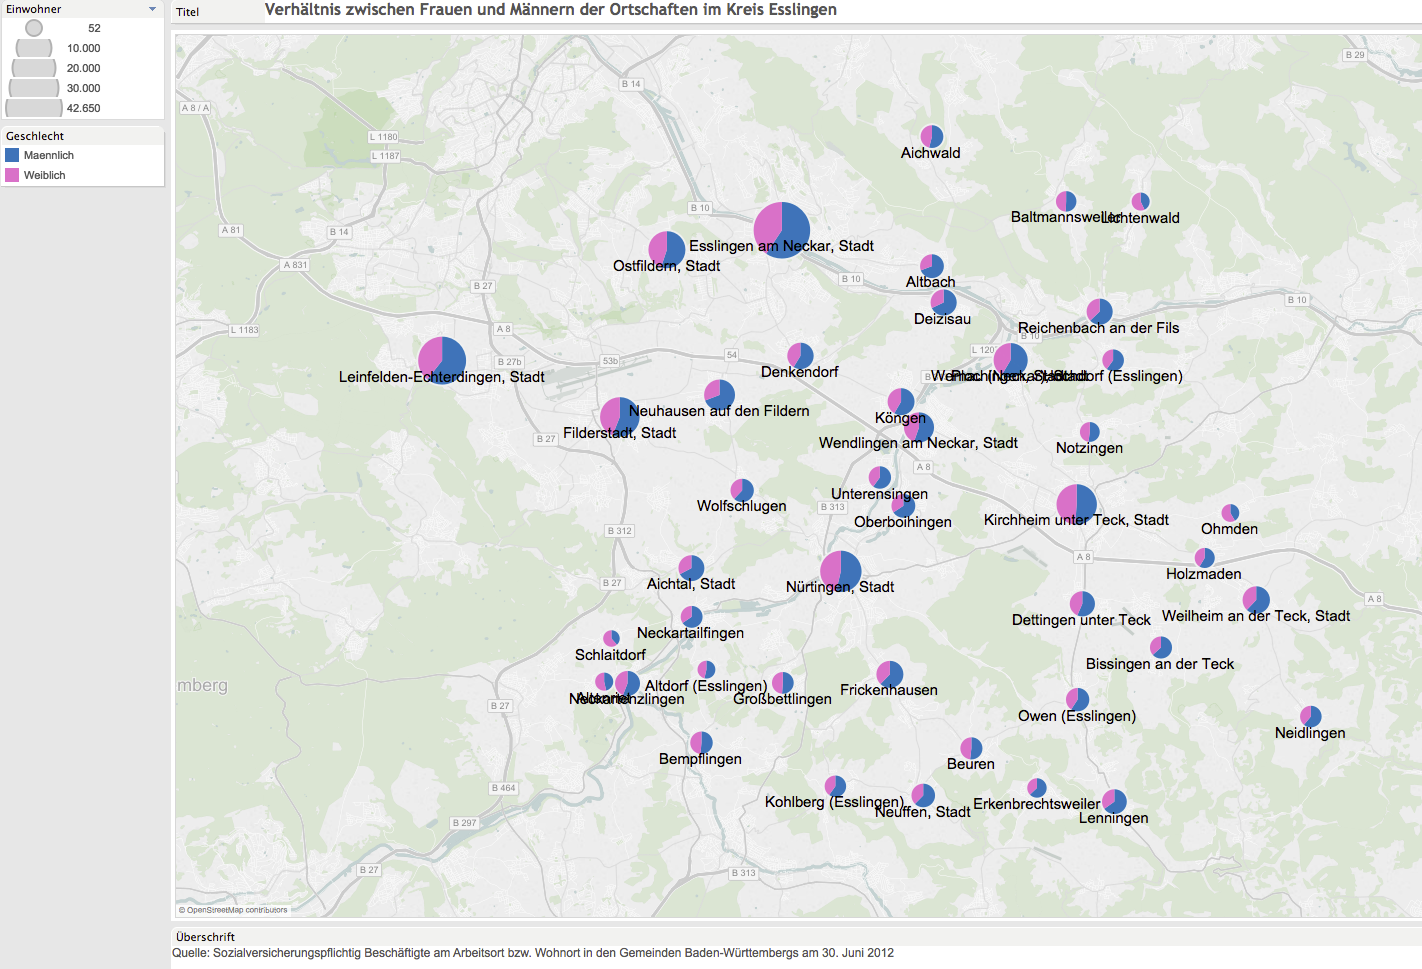 Einwohner
52
10.000
20.000
30.000
42.650
Geschlecht
Maennlich
Weiblich
Titel
Verhältnis zwischen Frauen und Männern der Ortschaften im Kreis Esslingen
B 29
B 14
A 8 / A
L 1180
L 1187
Aichwald
Baltmannsweiler
Lichtenwald
B 10
A 81
B 14
Esslingen am Neckar, Stadt
Ostfildern, Stadt
A 831
B 10
Altbach
B 27
B 10
Deizisau
Reichenbach an der Fils
L 1183
A 8
B 10
L 120
54
53b
B 27b
Denkendorf
Leinfelden-Echterdingen, Stadt
Hochdorf (Esslingen)
Neuhausen auf den Fildern
Köngen
Filderstadt, Stadt
B 27
Wendlingen am Neckar, Stadt
Notzingen
A 8
Unterensingen
Wolfschlugen
B 313
Oberboihingen
Kirchheim unter Teck, Stadt
Ohmden
B 312
A 8
Holzmaden
B 27
Aichtal, Stadt
Nürtingen, Stadt
A 8
Dettingen unter Teck
Weilheim an der Teck, Stadt
Neckartailfingen
Schlaitdorf
Bissingen an der Teck
mberg
Altdorf (Esslingen)
Frickenhausen
Altenriet
Neckartenzlingen
Großbettlingen
B 27
Owen (Esslingen)
Neidlingen
Bempflingen
Beuren
B 464
Kohlberg (Esslingen)
Neuffen, Stadt
Erkenbrechtsweiler
Lenningen
B 297
B 27
B 313
© OpenStreetMap contributors
Überschrift
Quelle: Sozialversicherungspflichtig Beschäftigte am Arbeitsort bzw. Wohnort in den Gemeinden Baden-Württembergs am 30. Juni 2012